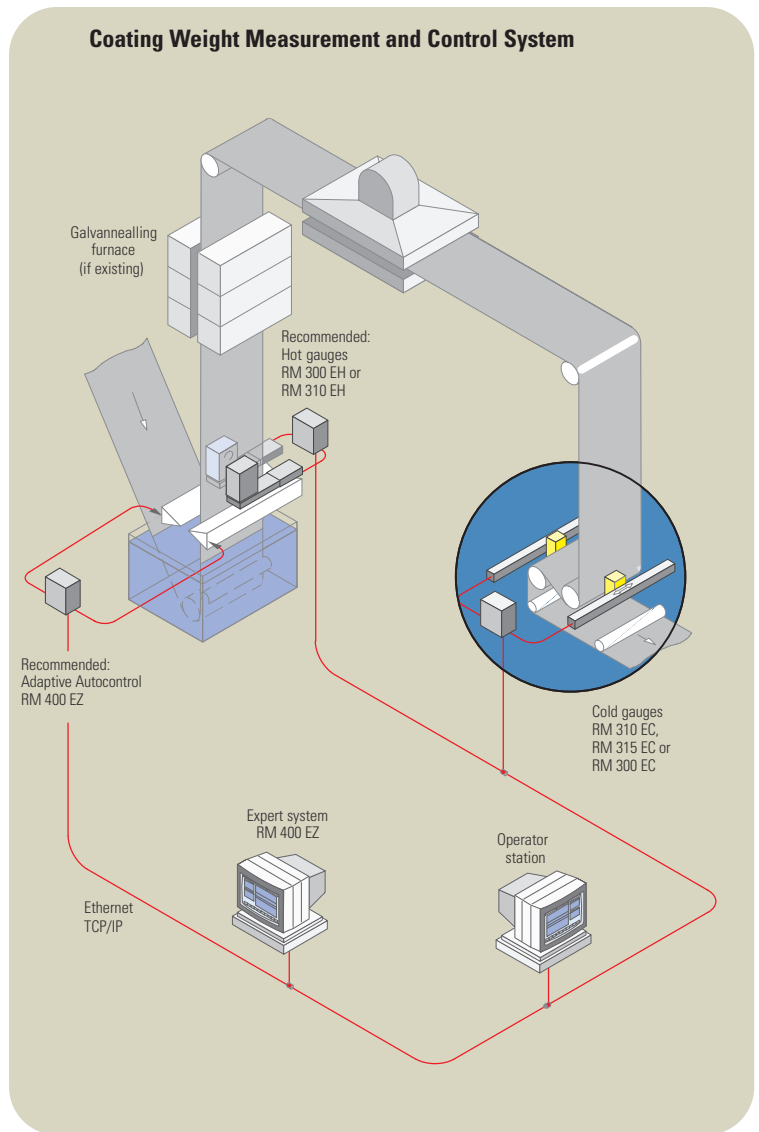 Coating Weight Measurement and Control System
Galvannealling
furnace
(if existing)
Recommended:
Hot gauges
RM 300 EH or
RM 310 EH
Recommended:
Adaptive Autocontrol
RM 400 EZ
Cold gauges
RM 310 EC,
RM 315 EC or
RM 300 EC
Expert system
RM 400 EZ
Operator
station
Ethernet
TCP/IP